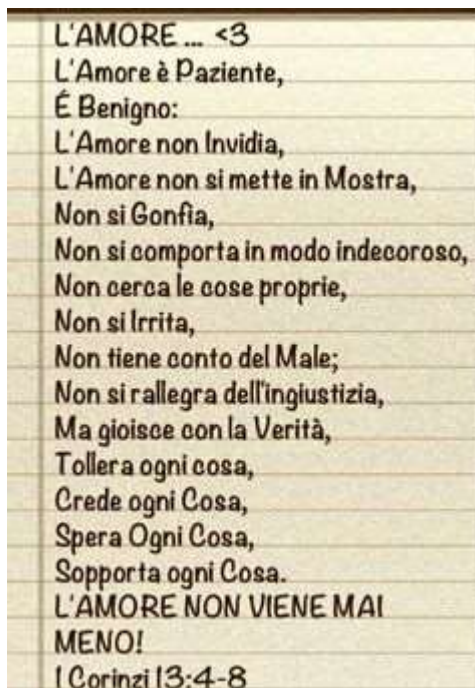 L'AMORE ... <3
L'Amore è Paziente,
É Benigno:
L'Amore non Invidia,
L'Amore non si mette in Mostra,
Non si Gonfia,
Non si comporta in modo indecoroso,
Non cerca le cose proprie,
Non si Irrita,
Non tiene conto del Male;
Non si rallegra dell'ingiustizia,
Ma gioisce con la Verità,
Tollera ogni cosa,
Crede ogni Cosa,
Spera Ogni Cosa,
Sopporta ogni Cosa.
L'AMORE NON VIENE MAI
MENO!
1 Corinzi 13:4-8